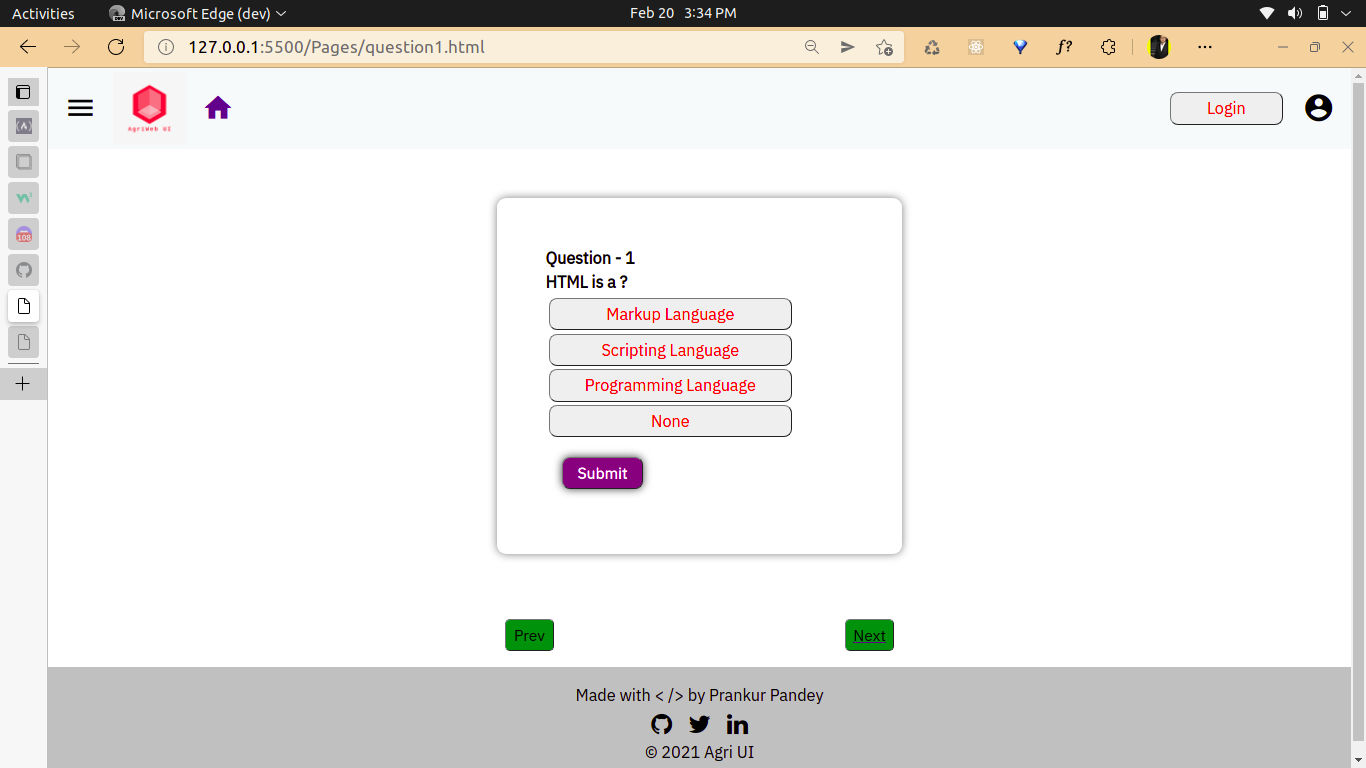 Activities Microsoft Edge (dev) Feb 20 3:34 PM
127.0.0.1:5500/Pages/question1.html f?
AgriWeb UI
Login
108
Question - 1
HTML is a ?
Markup Language
Scripting Language
Programming Language
None
Submit
Prev Next
Made with < /> by Prankur Pandey
© 2021 Agri UI